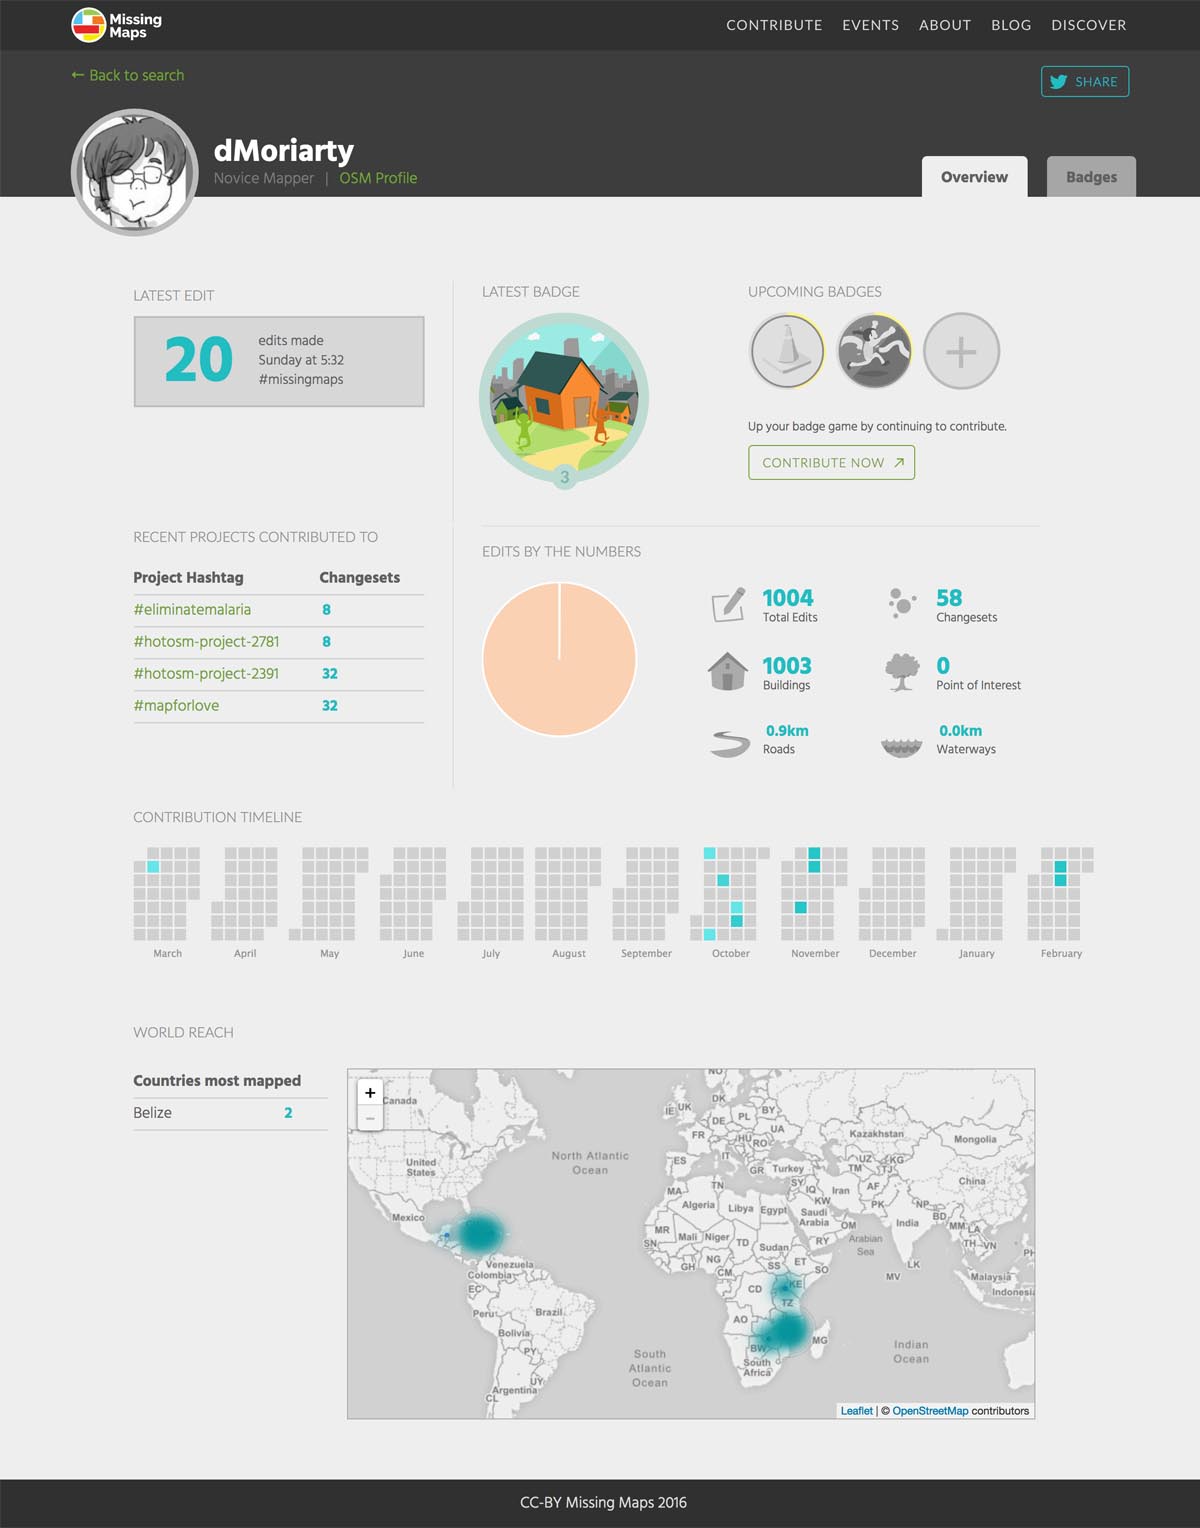 Missing
Maps
CONTRIBUTE
EVENTS
ABOUT
BLOG
DISCOVER
← Back to search
SHARE
dMoriarty
Novice Mapper | OSM Profile
Overview
Badges
LATEST EDIT
20
edits made
Sunday at 5:32
#missingmaps
LATEST BADGE
3
UPCOMING BADGES
Up your badge game by continuing to contribute.
CONTRIBUTE NOW
RECENT PROJECTS CONTRIBUTED TO
Project Hashtag Changesets
#eliminatemalaria 8
#hotosm-project-2781 8
#hotosm-project-2391 32
#mapforlove 32
EDITS BY THE NUMBERS
1004
Total Edits
58
Changesets
1003
Buildings
0
Point of Interest
0.9km
Roads
0.0km
Waterways
CONTRIBUTION TIMELINE
March April May June July August September October November December January February
WORLD REACH
Countries most mapped
Belize 2
+
−
Canada
United
States
Mexico
Venezuela
Colombia
EC
Peru
Brazil
Bolivia
PY
UY
Argentina
CL
North Atlantic
Ocean
South
Atlantic
Ocean
NO
IE UK
DK
DE PL BY
FR
UA
HU RO
IT
ES
GR Turkey
Kazakhstan
Mongolia
UZ KG
TM TJ
China
MA
TN
SY
IQ
Iran
AF
Algeria
Libya
Egypt
KW
Saudi
Arabia
PK
NP
BD
MR
Mali
Niger
TD
Sudan
OM
RY
Arabian
Sea
India
MM LA
TH VN
PH
SN
GH
NG
CM
SS
ET
SO
LK
MV
Malaysia
Indonesia
CD
KE
TZ
AO
MG
BW
South
Africa
Indian
Ocean
Leaflet | © OpenStreetMap contributors
CC-BY Missing Maps 2016